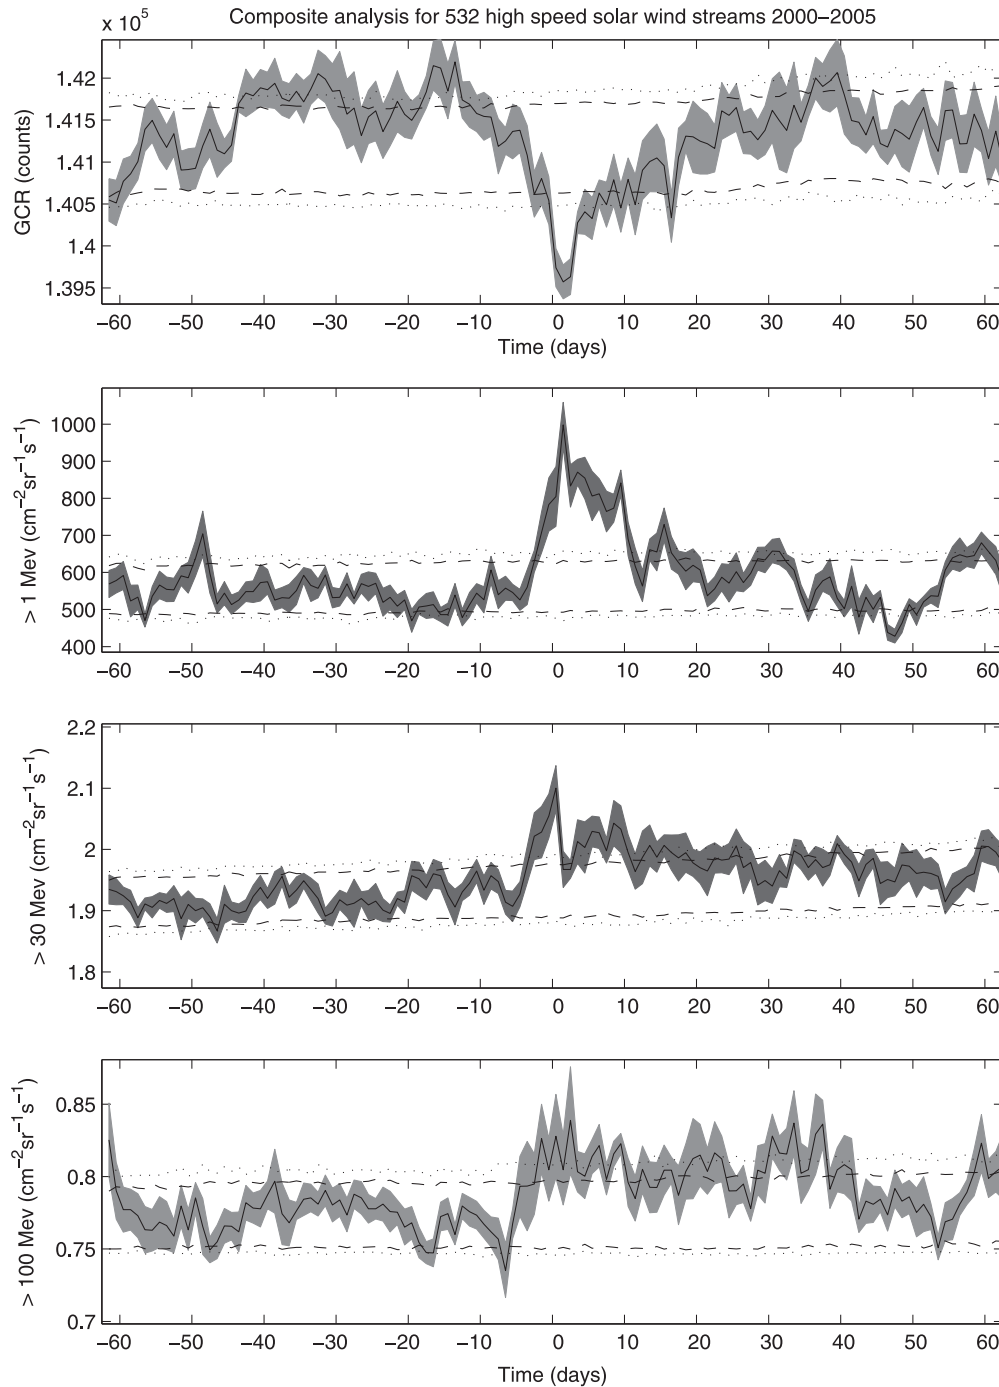 Composite analysis for 532 high speed solar wind streams 2000–2005
x 10⁵
1.42
1.415
1.41
1.405
1.4
1.395
GCR (counts)
−60 −50 −40 −30 −20 −10 0 10 20 30 40 50 60
Time (days)
1000
900
800
700
600
500
400
> 1 Mev (cm⁻²sr⁻¹s⁻¹)
−60 −50 −40 −30 −20 −10 0 10 20 30 40 50 60
2.2
2.1
2
1.9
1.8
> 30 Mev (cm⁻²sr⁻¹s⁻¹)
−60 −50 −40 −30 −20 −10 0 10 20 30 40 50 60
0.85
0.8
0.75
0.7
> 100 Mev (cm⁻²sr⁻¹s⁻¹)
−60 −50 −40 −30 −20 −10 0 10 20 30 40 50 60
Time (days)